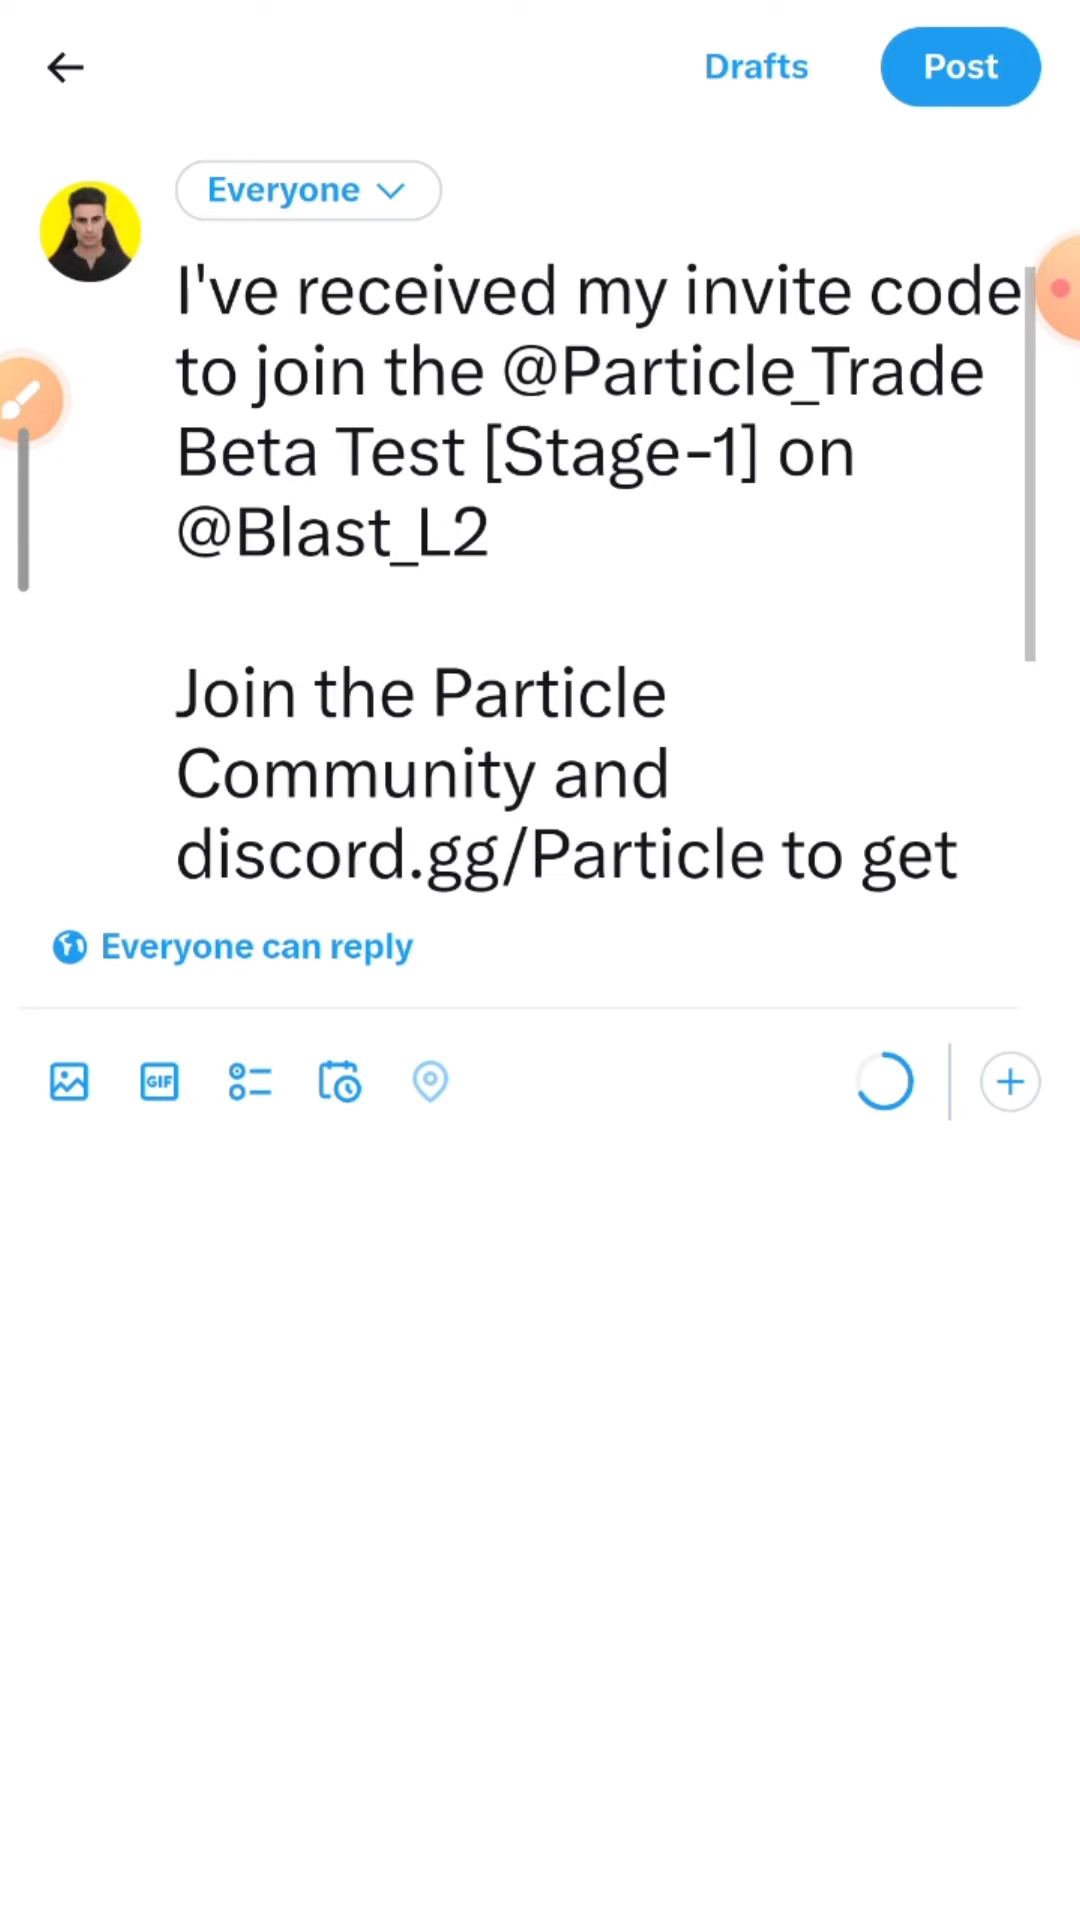 Drafts
Post
Everyone
I've received my invite code
to join the @Particle_Trade
Beta Test [Stage-1] on
@Blast_L2
Join the Particle
Community and
discord.gg/Particle to get
Everyone can reply
GIF